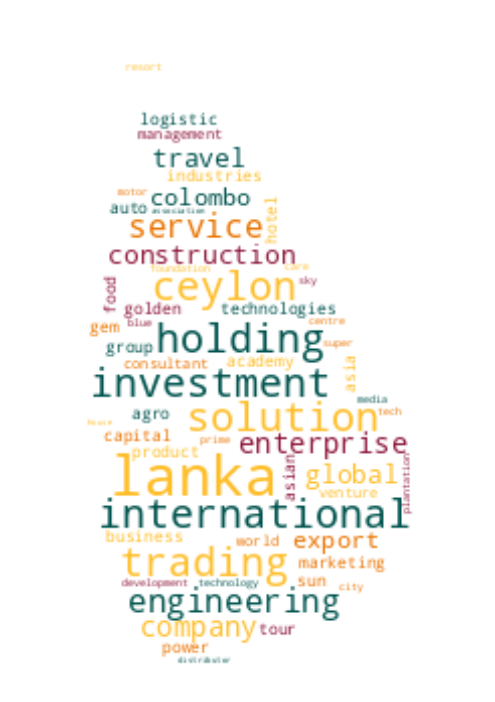 resort
logistic
management
travel
industries
motor
colombo
auto
association
hotel
service
construction
foundation
care
ceylon
sky
food
golden
technologies
gem
blue
centre
holding
group
super
consultant
academy
asia
investment
media
agro
solution
tech
house
capital
prime
enterprise
product
lanka
asian
global
plantation
venture
international
business
world
export
trading
marketing
development
technology
sun
city
engineering
company
tour
power
distributor